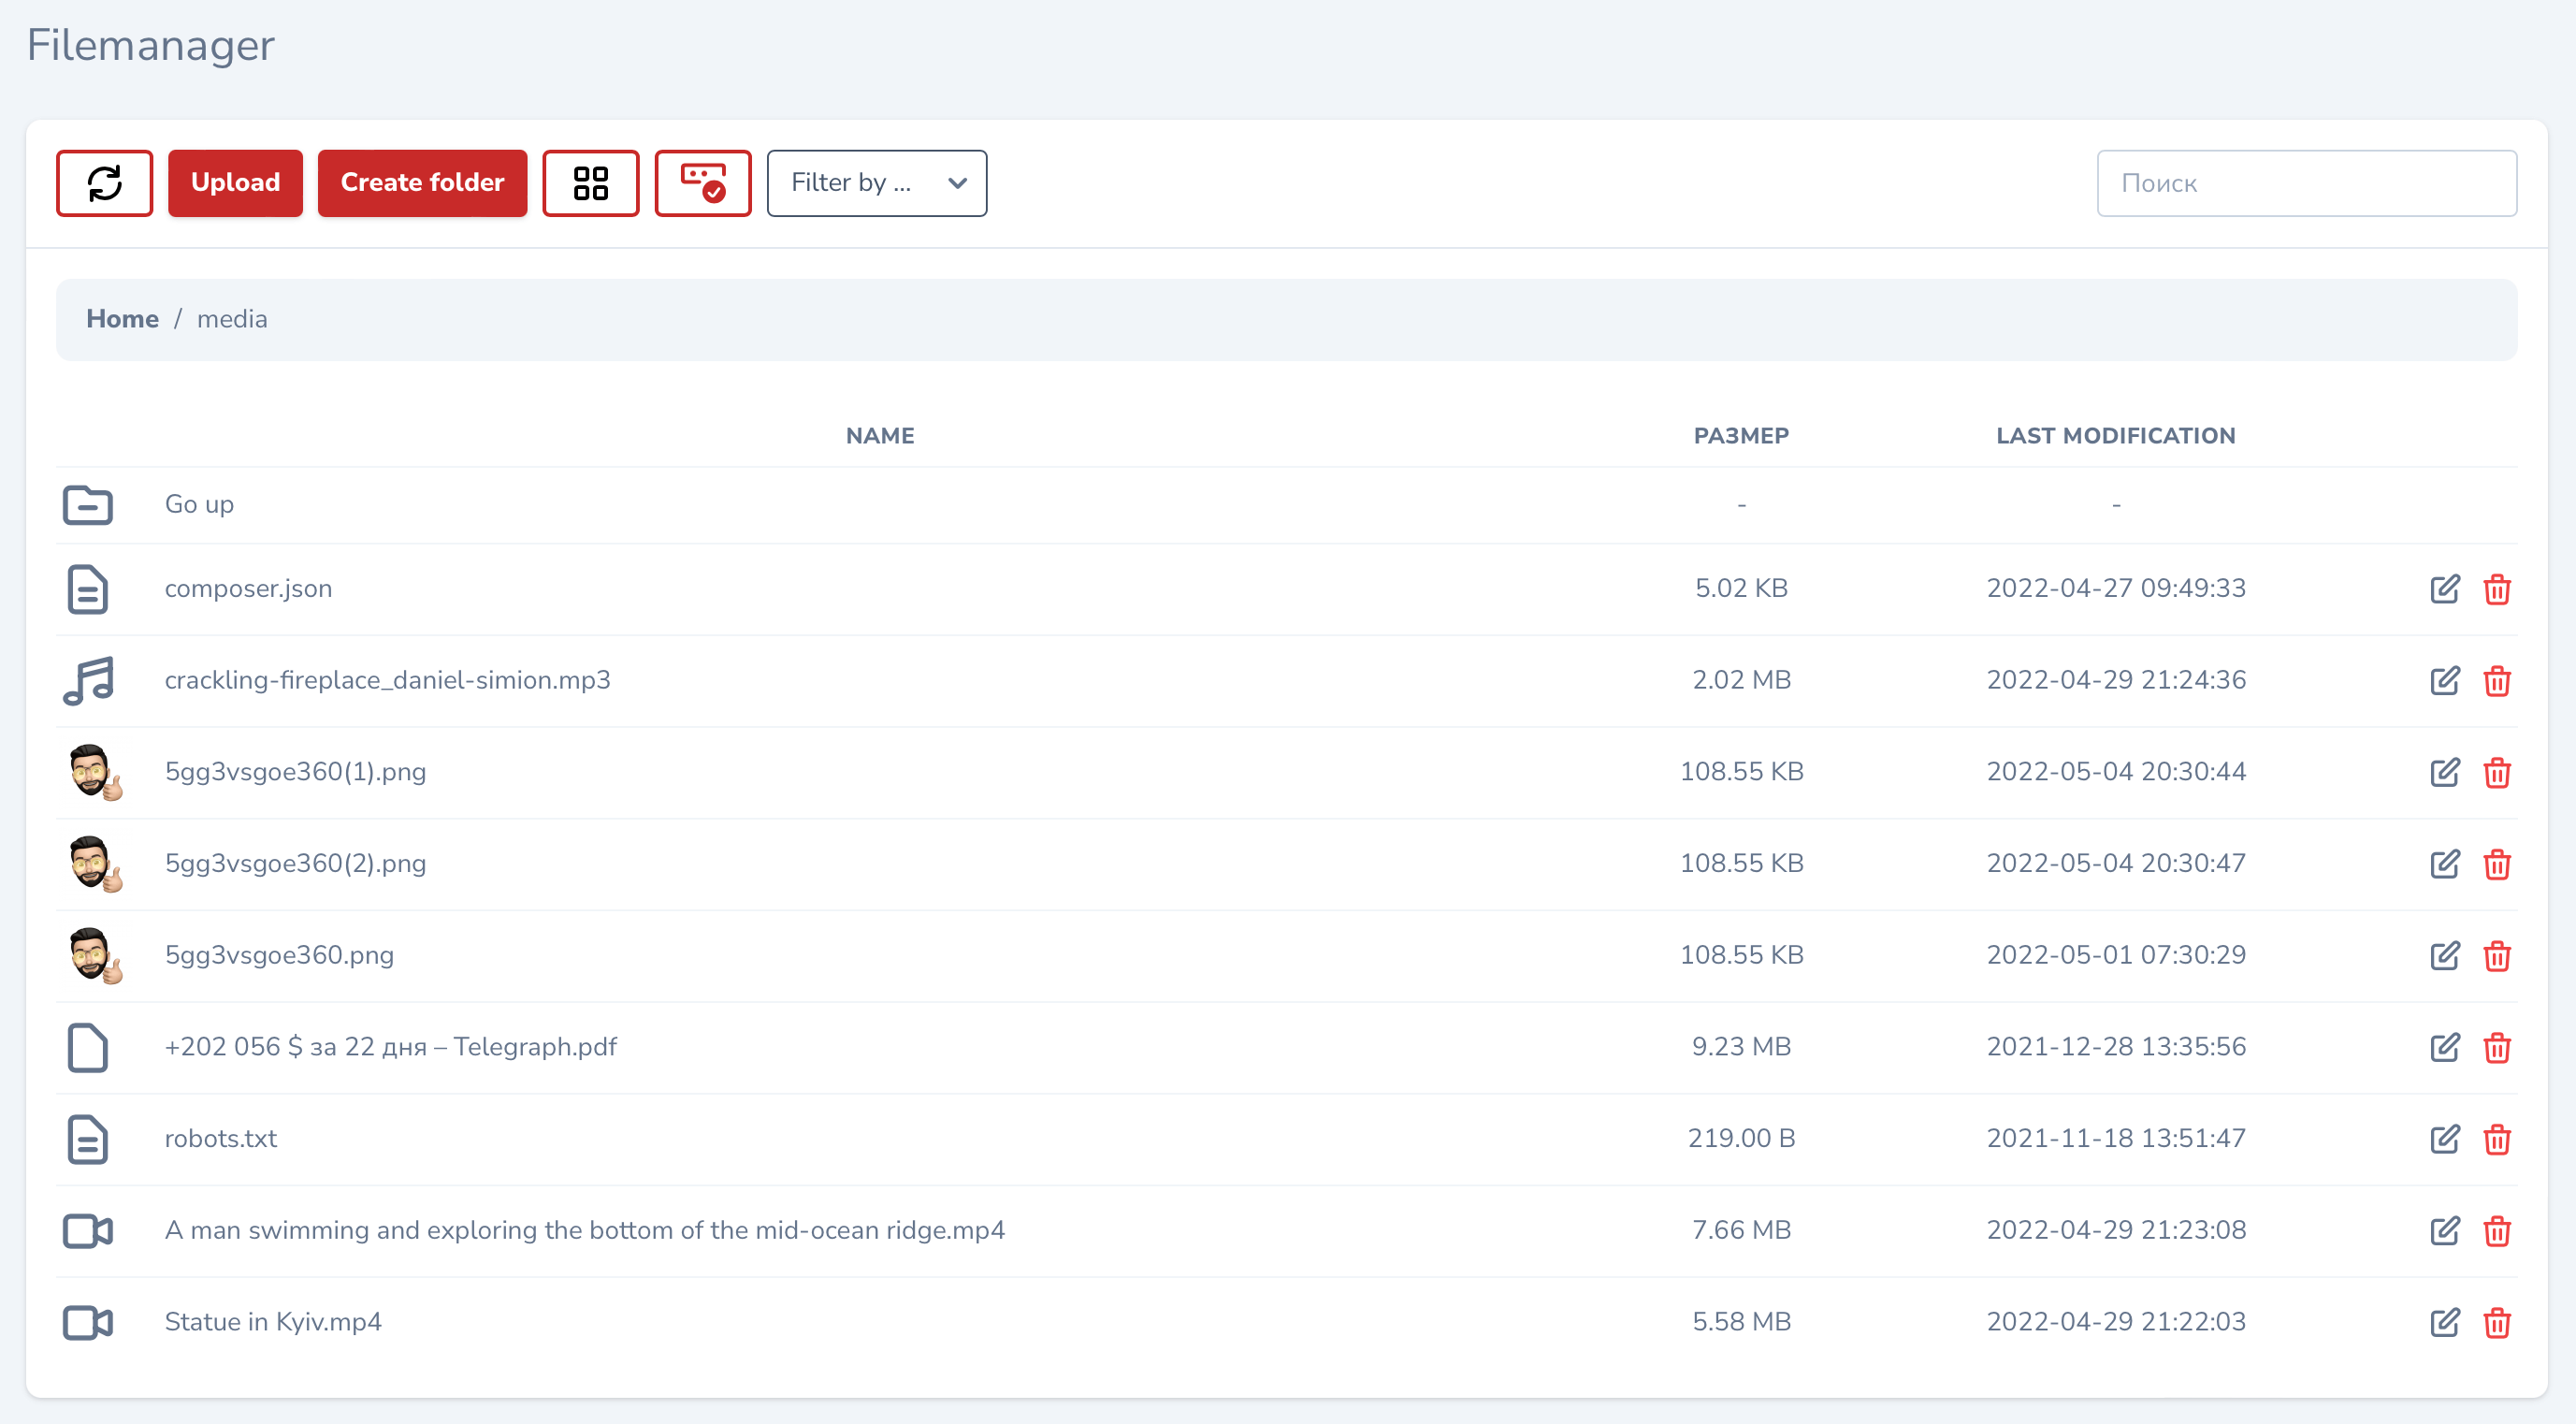 Filemanager
Upload Create folder Filter by ... Поиск
Home / media
NAME РАЗМЕР LAST MODIFICATION
Go up - -
composer.json 5.02 KB 2022-04-27 09:49:33
crackling-fireplace_daniel-simion.mp3 2.02 MB 2022-04-29 21:24:36
5gg3vsgoe360(1).png 108.55 KB 2022-05-04 20:30:44
5gg3vsgoe360(2).png 108.55 KB 2022-05-04 20:30:47
5gg3vsgoe360.png 108.55 KB 2022-05-01 07:30:29
+202 056 $ за 22 дня – Telegraph.pdf 9.23 MB 2021-12-28 13:35:56
robots.txt 219.00 B 2021-11-18 13:51:47
A man swimming and exploring the bottom of the mid-ocean ridge.mp4 7.66 MB 2022-04-29 21:23:08
Statue in Kyiv.mp4 5.58 MB 2022-04-29 21:22:03